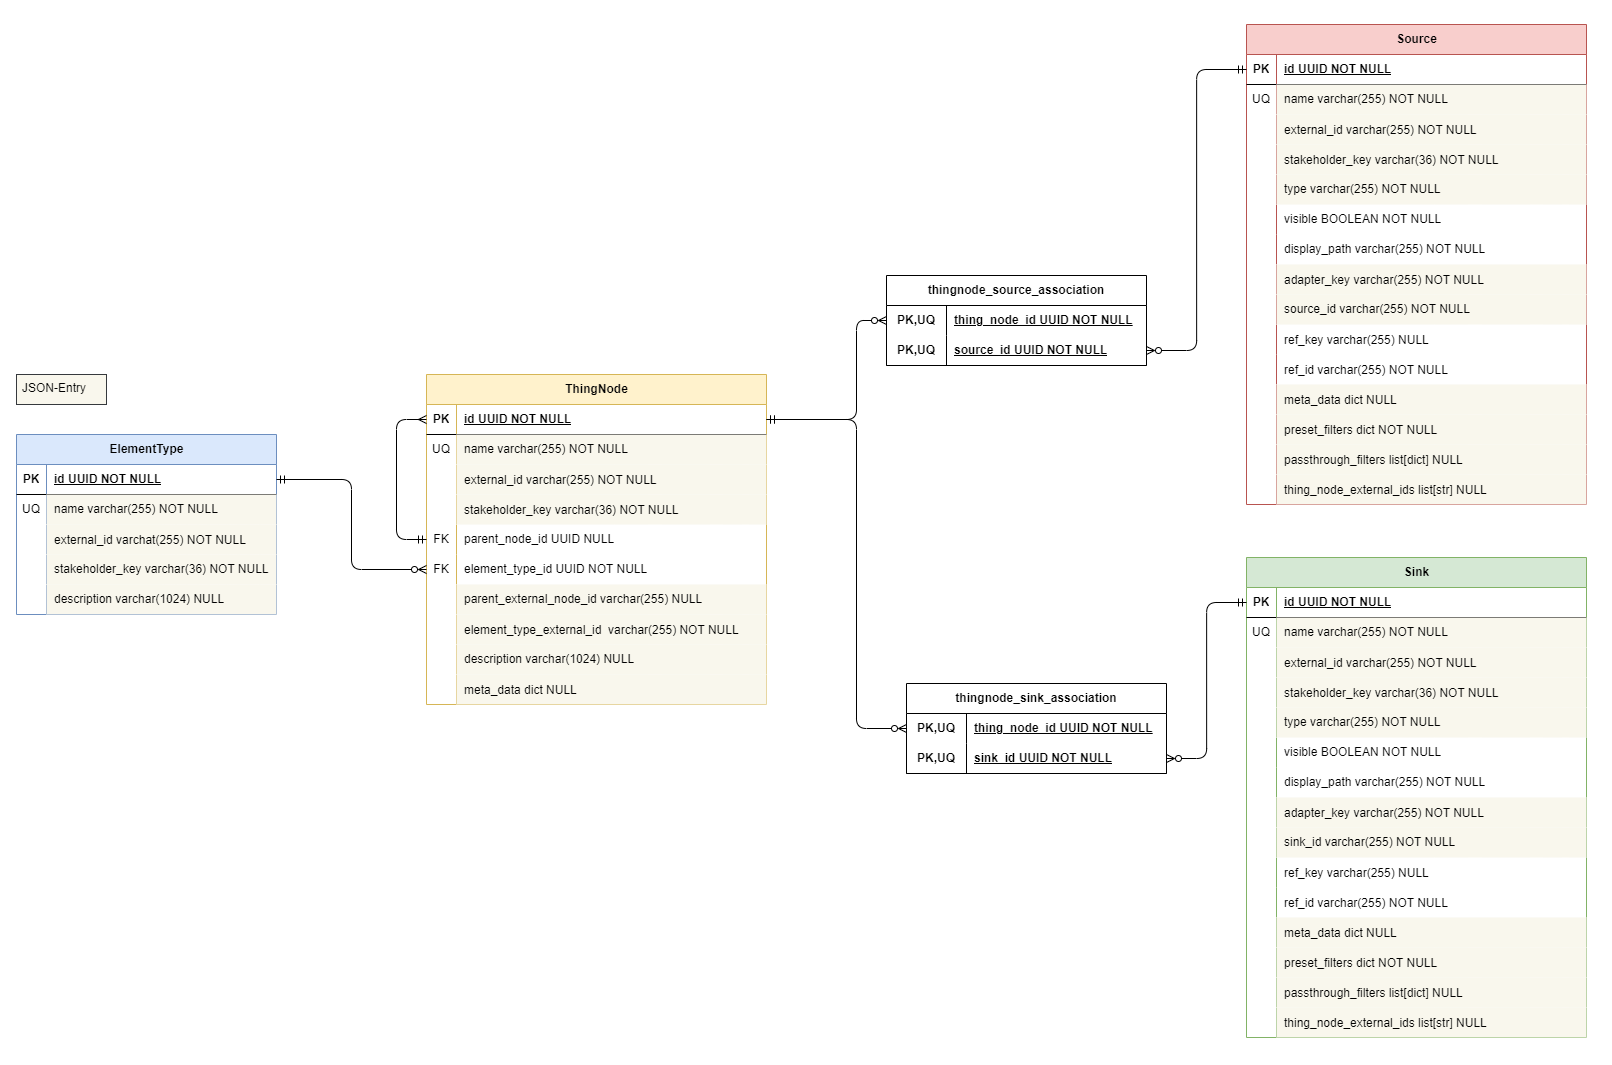 JSON-Entry
ElementType
PK id UUID NOT NULL
UQ name varchar(255) NOT NULL
external_id varchat(255) NOT NULL
stakeholder_key varchar(36) NOT NULL
description varchar(1024) NULL
ThingNode
PK id UUID NOT NULL
UQ name varchar(255) NOT NULL
external_id varchar(255) NOT NULL
stakeholder_key varchar(36) NOT NULL
FK parent_node_id UUID NULL
FK element_type_id UUID NOT NULL
parent_external_node_id varchar(255) NULL
element_type_external_id varchar(255) NOT NULL
description varchar(1024) NULL
meta_data dict NULL
thingnode_source_association
PK,UQ thing_node_id UUID NOT NULL
PK,UQ source_id UUID NOT NULL
thingnode_sink_association
PK,UQ thing_node_id UUID NOT NULL
PK,UQ sink_id UUID NOT NULL
Source
PK id UUID NOT NULL
UQ name varchar(255) NOT NULL
external_id varchar(255) NOT NULL
stakeholder_key varchar(36) NOT NULL
type varchar(255) NOT NULL
visible BOOLEAN NOT NULL
display_path varchar(255) NOT NULL
adapter_key varchar(255) NOT NULL
source_id varchar(255) NOT NULL
ref_key varchar(255) NULL
ref_id varchar(255) NOT NULL
meta_data dict NULL
preset_filters dict NOT NULL
passthrough_filters list[dict] NULL
thing_node_external_ids list[str] NULL
Sink
PK id UUID NOT NULL
UQ name varchar(255) NOT NULL
external_id varchar(255) NOT NULL
stakeholder_key varchar(36) NOT NULL
type varchar(255) NOT NULL
visible BOOLEAN NOT NULL
display_path varchar(255) NOT NULL
adapter_key varchar(255) NOT NULL
sink_id varchar(255) NOT NULL
ref_key varchar(255) NULL
ref_id varchar(255) NOT NULL
meta_data dict NULL
preset_filters dict NOT NULL
passthrough_filters list[dict] NULL
thing_node_external_ids list[str] NULL